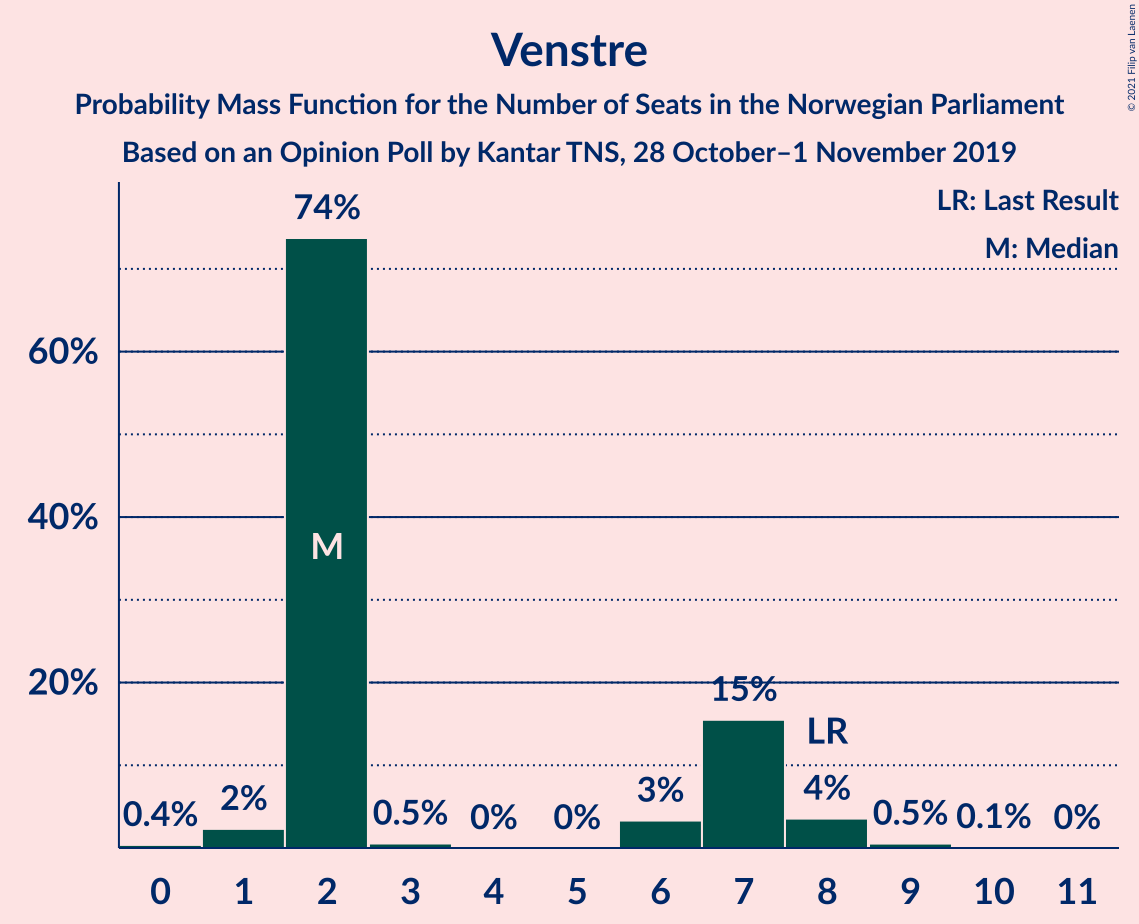 Venstre
Probability Mass Function for the Number of Seats in the Norwegian Parliament
Based on an Opinion Poll by Kantar TNS, 28 October–1 November 2019
© 2021 Filip van Laenen
LR: Last Result
M: Median
60%
40%
20%
0.4%
2%
74%
M
0.5%
0%
0%
3%
15%
LR
4%
0.5%
0.1%
0%
0 1 2 3 4 5 6 7 8 9 10 11